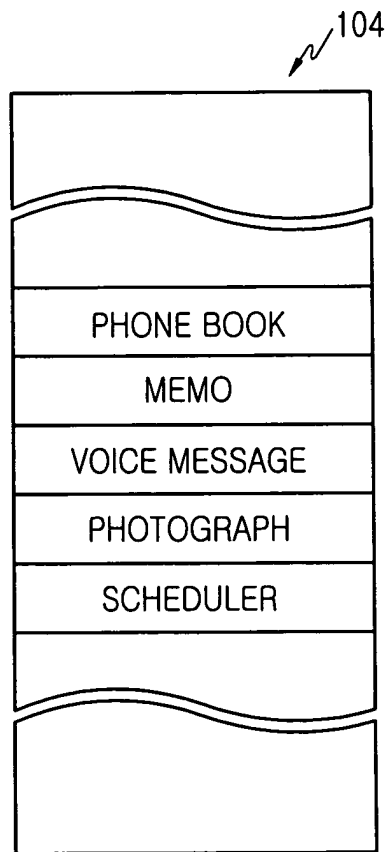 104
PHONE BOOK
MEMO
VOICE MESSAGE
PHOTOGRAPH
SCHEDULER